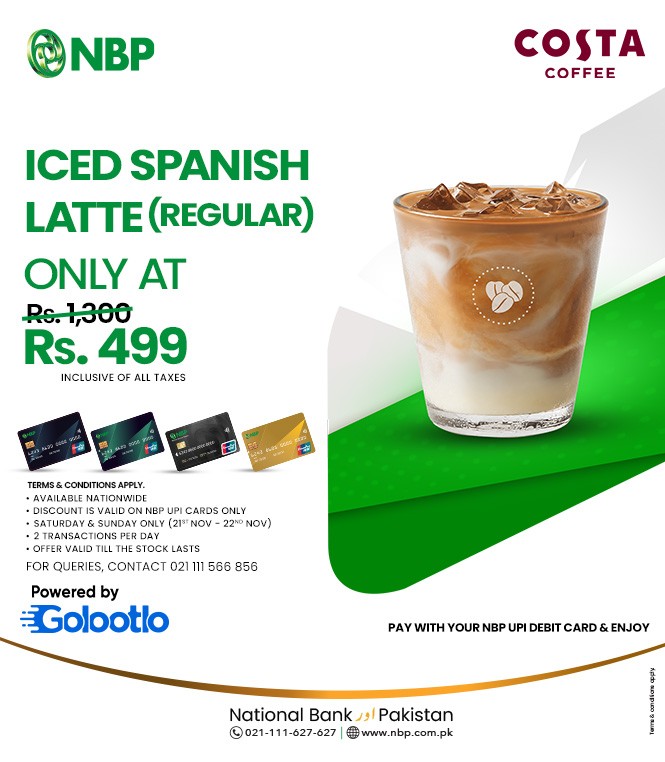 NBP
COSTA
COFFEE
ICED SPANISH
LATTE (REGULAR)
ONLY AT
Rs. 1,300
Rs. 499
INCLUSIVE OF ALL TAXES
NBP
NBP
NBP
NBP
TERMS & CONDITIONS APPLY.
• AVAILABLE NATIONWIDE
• DISCOUNT IS VALID ON NBP UPI CARDS ONLY
• SATURDAY & SUNDAY ONLY (21ST NOV - 22ND NOV)
• 2 TRANSACTIONS PER DAY
• OFFER VALID TILL THE STOCK LASTS
FOR QUERIES, CONTACT 021 111 566 856
Powered by
Golootlo
PAY WITH YOUR NBP UPI DEBIT CARD & ENJOY
Terms & conditions apply.
National Bank اور Pakistan
021-111-627-627 | www.nbp.com.pk